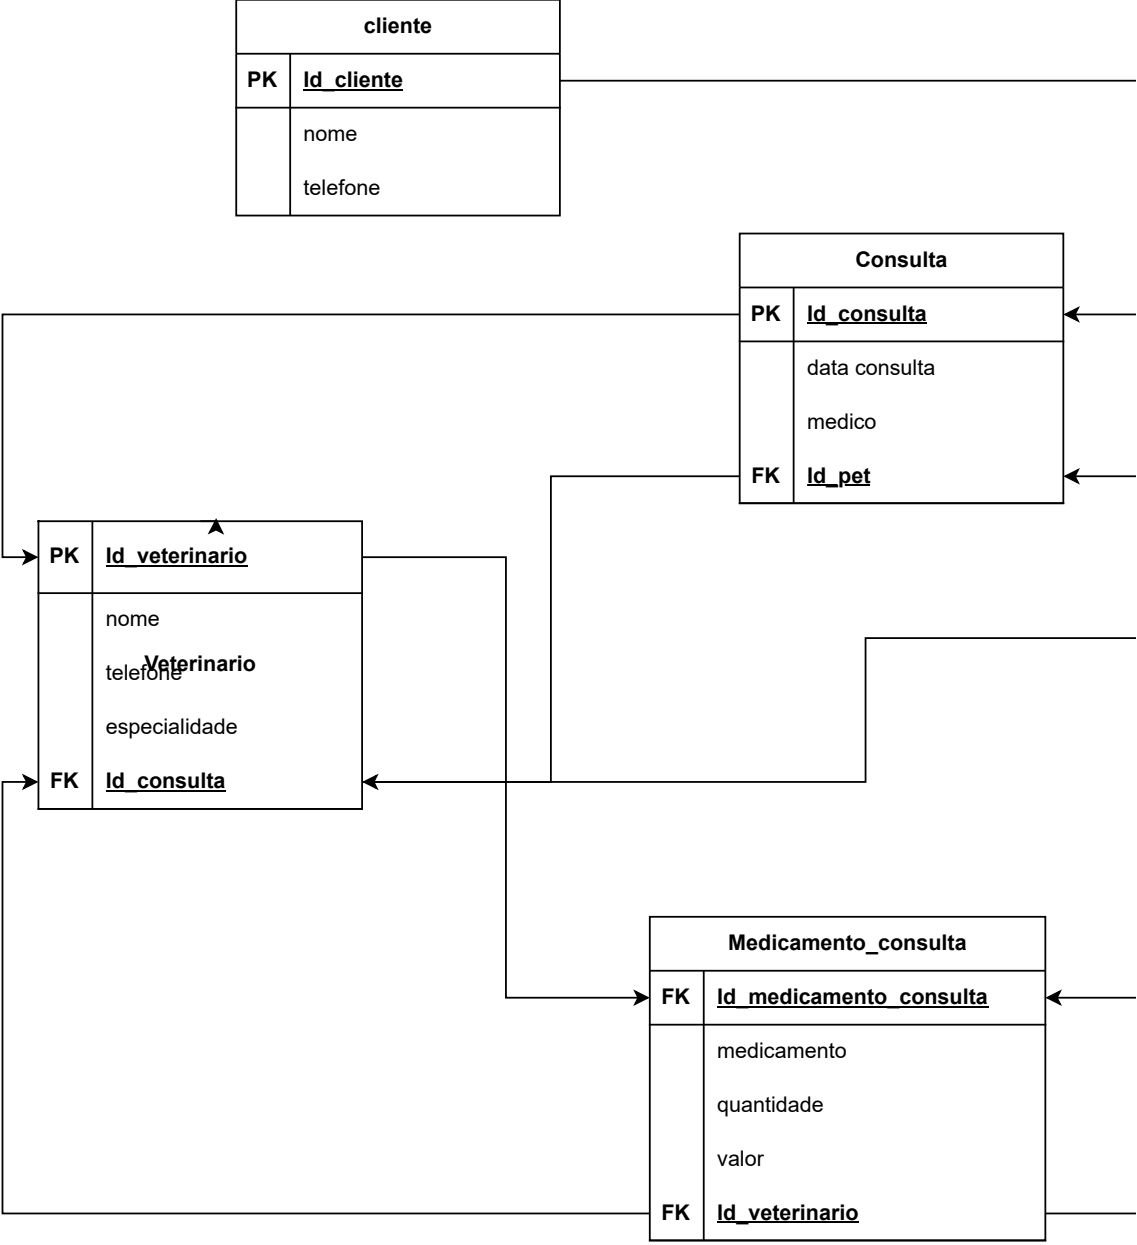 cliente
PK Id_cliente
nome
telefone
Consulta
PK Id_consulta
data consulta
medico
FK Id_pet
PK Id_veterinario
nome
Veterinario
telefone
especialidade
FK Id_consulta
Medicamento_consulta
FK Id_medicamento_consulta
medicamento
quantidade
valor
FK Id_veterinario